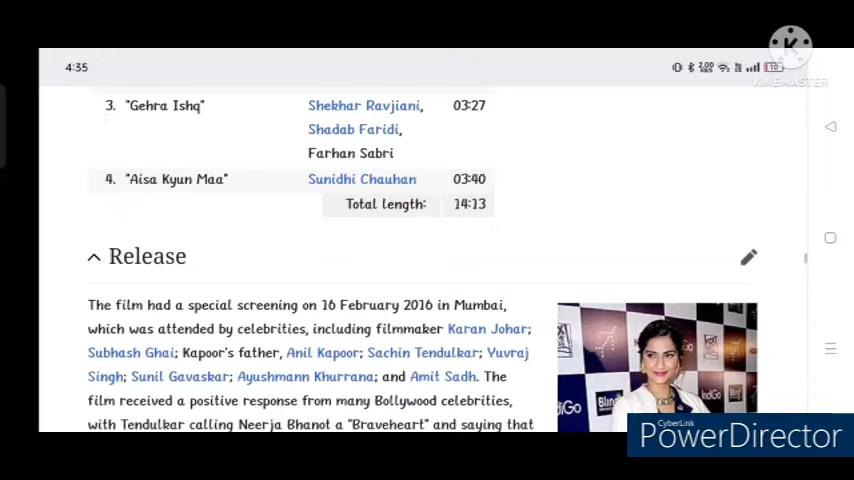 4:35
KINEMASTER
3. "Gehra Ishq" Shekhar Ravjiani, 03:27
Shadab Faridi,
Farhan Sabri
4. "Aisa Kyun Maa" Sunidhi Chauhan 03:40
Total length: 14:13
Release
The film had a special screening on 16 February 2016 in Mumbai,
which was attended by celebrities, including filmmaker Karan Johar;
Subhash Ghai; Kapoor's father, Anil Kapoor; Sachin Tendulkar; Yuvraj
Singh; Sunil Gavaskar; Ayushmann Khurrana; and Amit Sadh. The
film received a positive response from many Bollywood celebrities,
with Tendulkar calling Neerja Bhanot a "Braveheart" and saying that
IndiGo
CyberLink
PowerDirector